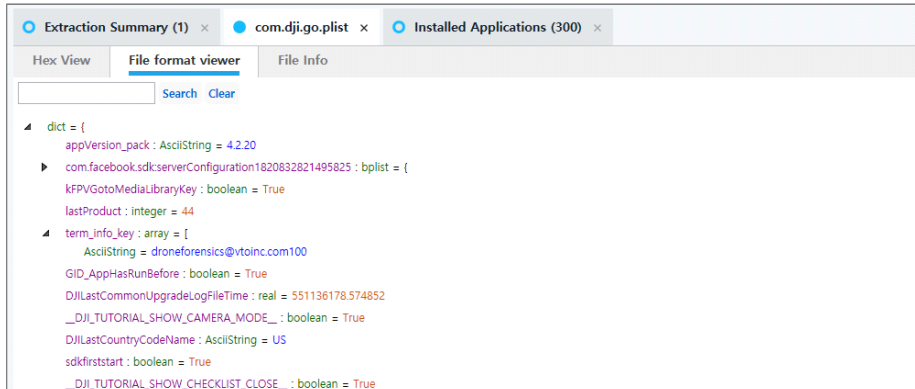 Extraction Summary (1) × com.dji.go.plist × Installed Applications (300) ×
Hex View File format viewer File Info
Search Clear
dict = {
appVersion_pack : AsciiString = 4.2.20
com.facebook.sdk:serverConfiguration1820832821495825 : bplist = {
kFPVGotoMediaLibraryKey : boolean = True
lastProduct : integer = 44
term_info_key : array = [
AsciiString = droneforensics@vtoinc.com100
GID_AppHasRunBefore : boolean = True
DJILastCommonUpgradeLogFileTime : real = 551136178.574852
__DJI_TUTORIAL_SHOW_CAMERA_MODE__ : boolean = True
DJILastCountryCodeName : AsciiString = US
sdkfirststart : boolean = True
__DJI_TUTORIAL_SHOW_CHECKLIST_CLOSE__ : boolean = True